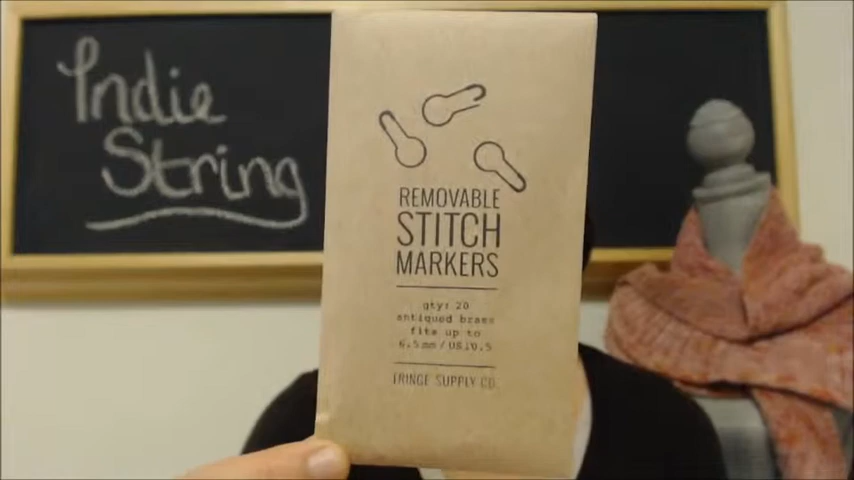 Indie
String
REMOVABLE
STITCH
MARKERS
qty: 20
antiqued brass
fits up to
6.5mm/US10.5
FRINGE SUPPLY CO.